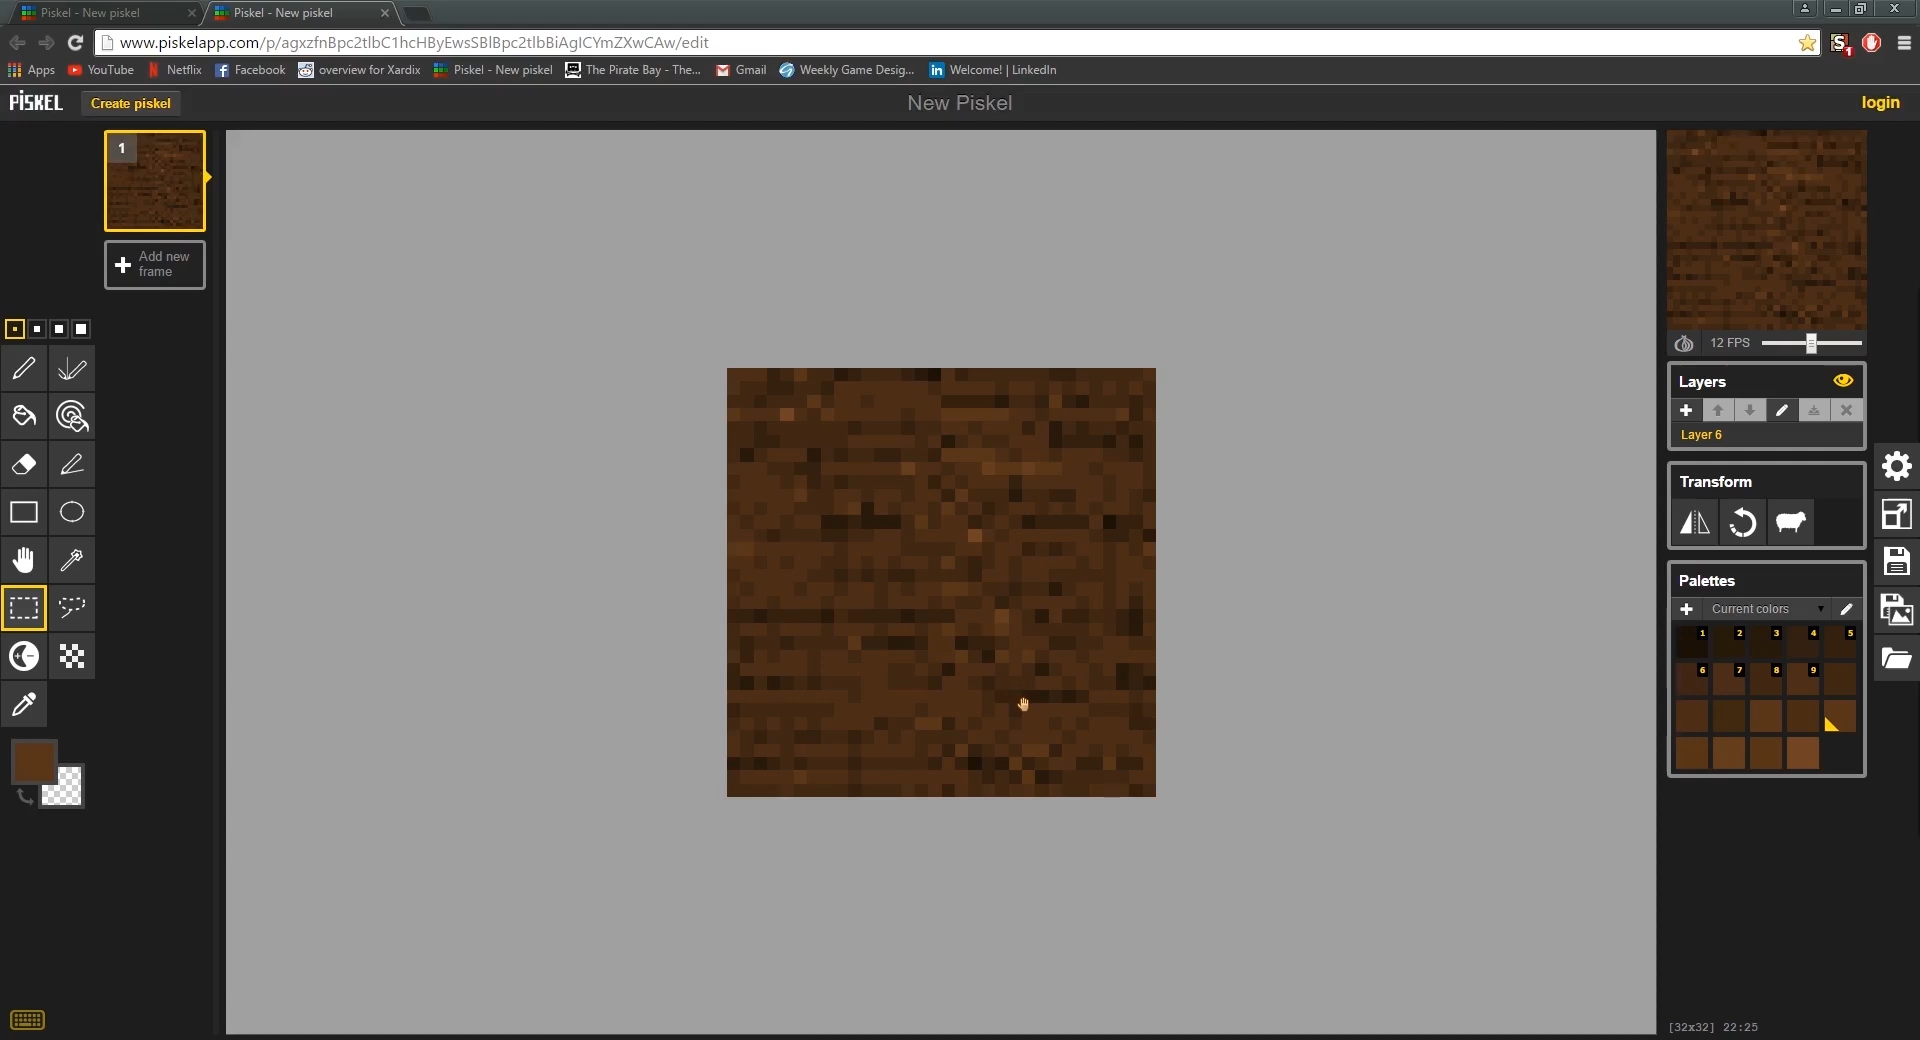 Piskel - New piskel
Piskel - New piskel
www.piskelapp.com/p/agxzfnBpc2tlbC1hcHByEwsSBlBpc2tlbBiAgICYmZXwCAw/edit
Apps YouTube Netflix Facebook overview for Xardix Piskel - New piskel The Pirate Bay - The... Gmail Weekly Game Desig... Welcome! | LinkedIn
PiSKEL Create piskel New Piskel login
1
Add new
frame
12 FPS
Layers
Layer 6
Transform
Palettes
Current colors
1 2 3 4 5
6 7 8 9
[32x32] 22:25